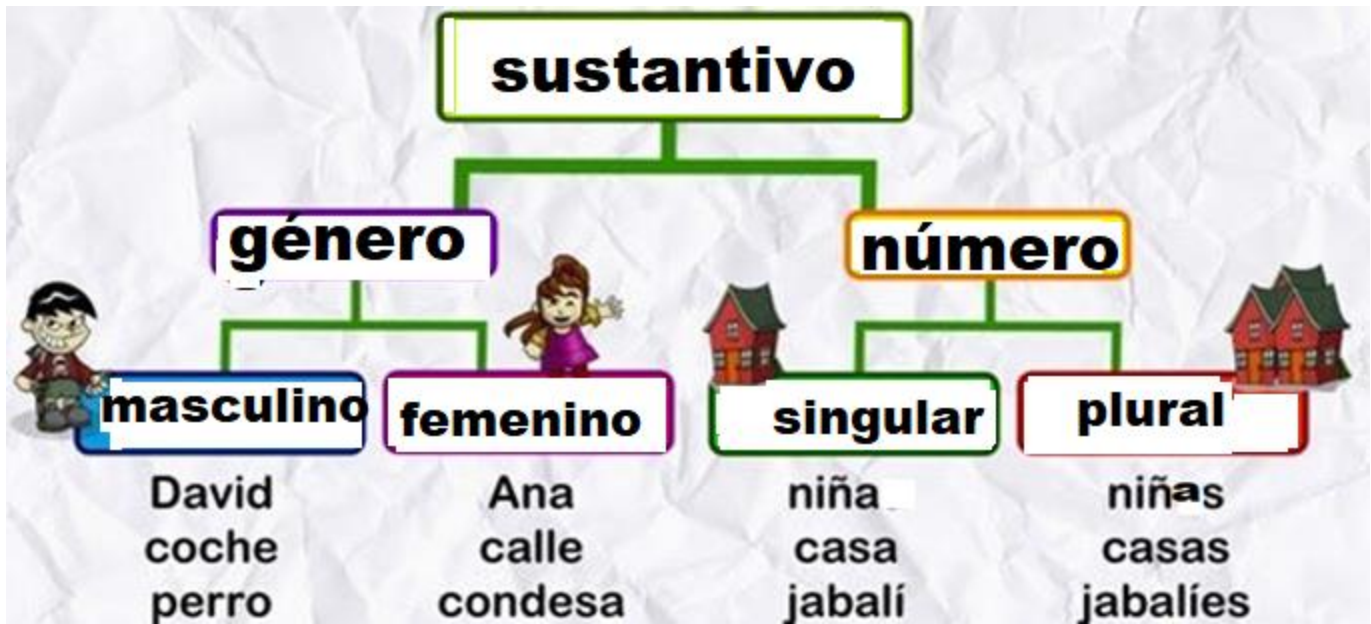 sustantivo
género número
masculino femenino singular plural
David Ana niña niñas
coche calle casa casas
perro condesa jabalí jabalíes